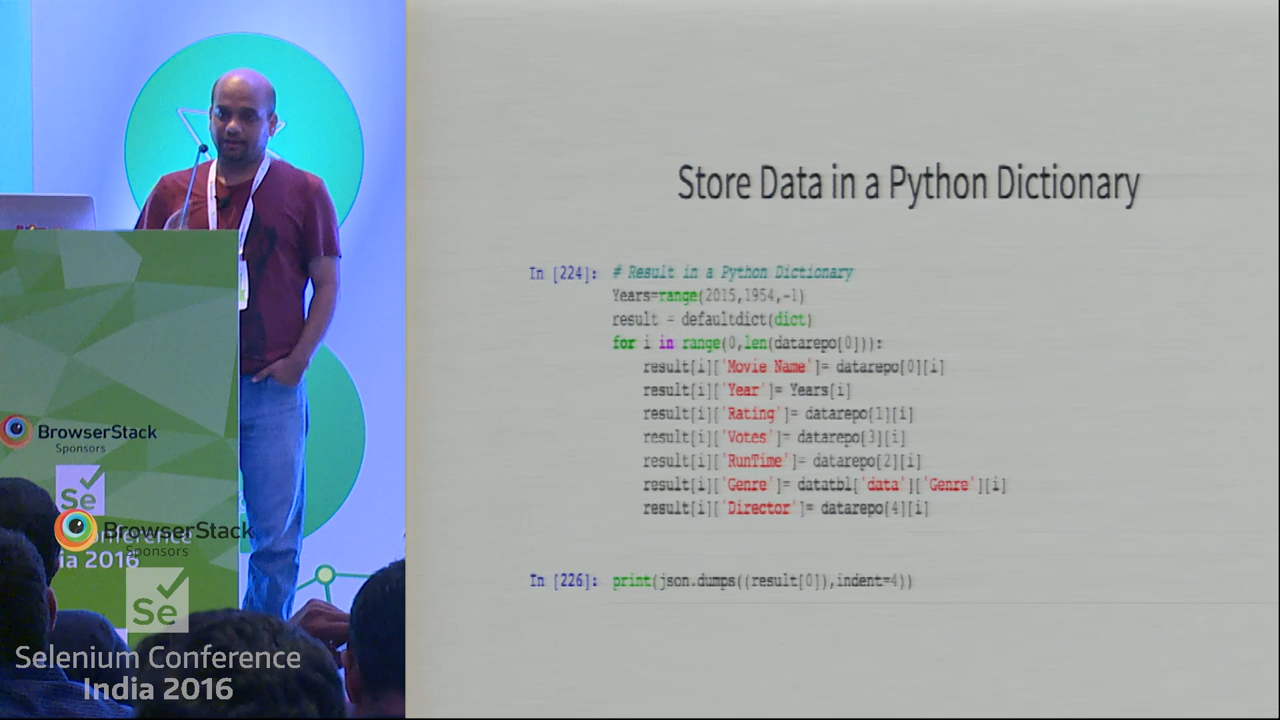 Store Data in a Python Dictionary
In [224]: # Result in a Python Dictionary
Years=range(2015,1954,-1)
result = defaultdict(dict)
for i in range(0,len(datarepo[0])):
result[i]['Movie Name']= datarepo[0][i]
result[i]['Year']= Years[i]
result[i]['Rating']= datarepo[1][i]
result[i]['Votes']= datarepo[3][i]
result[i]['RunTime']= datarepo[2][i]
result[i]['Genre']= datatbl['data']['Genre'][i]
result[i]['Director']= datarepo[4][i]
In [226]: print(json.dumps((result[0]),indent=4))
BrowserStack
Sponsors
Se
BrowserStack
Sponsors
India 2016
Se
Selenium Conference
India 2016